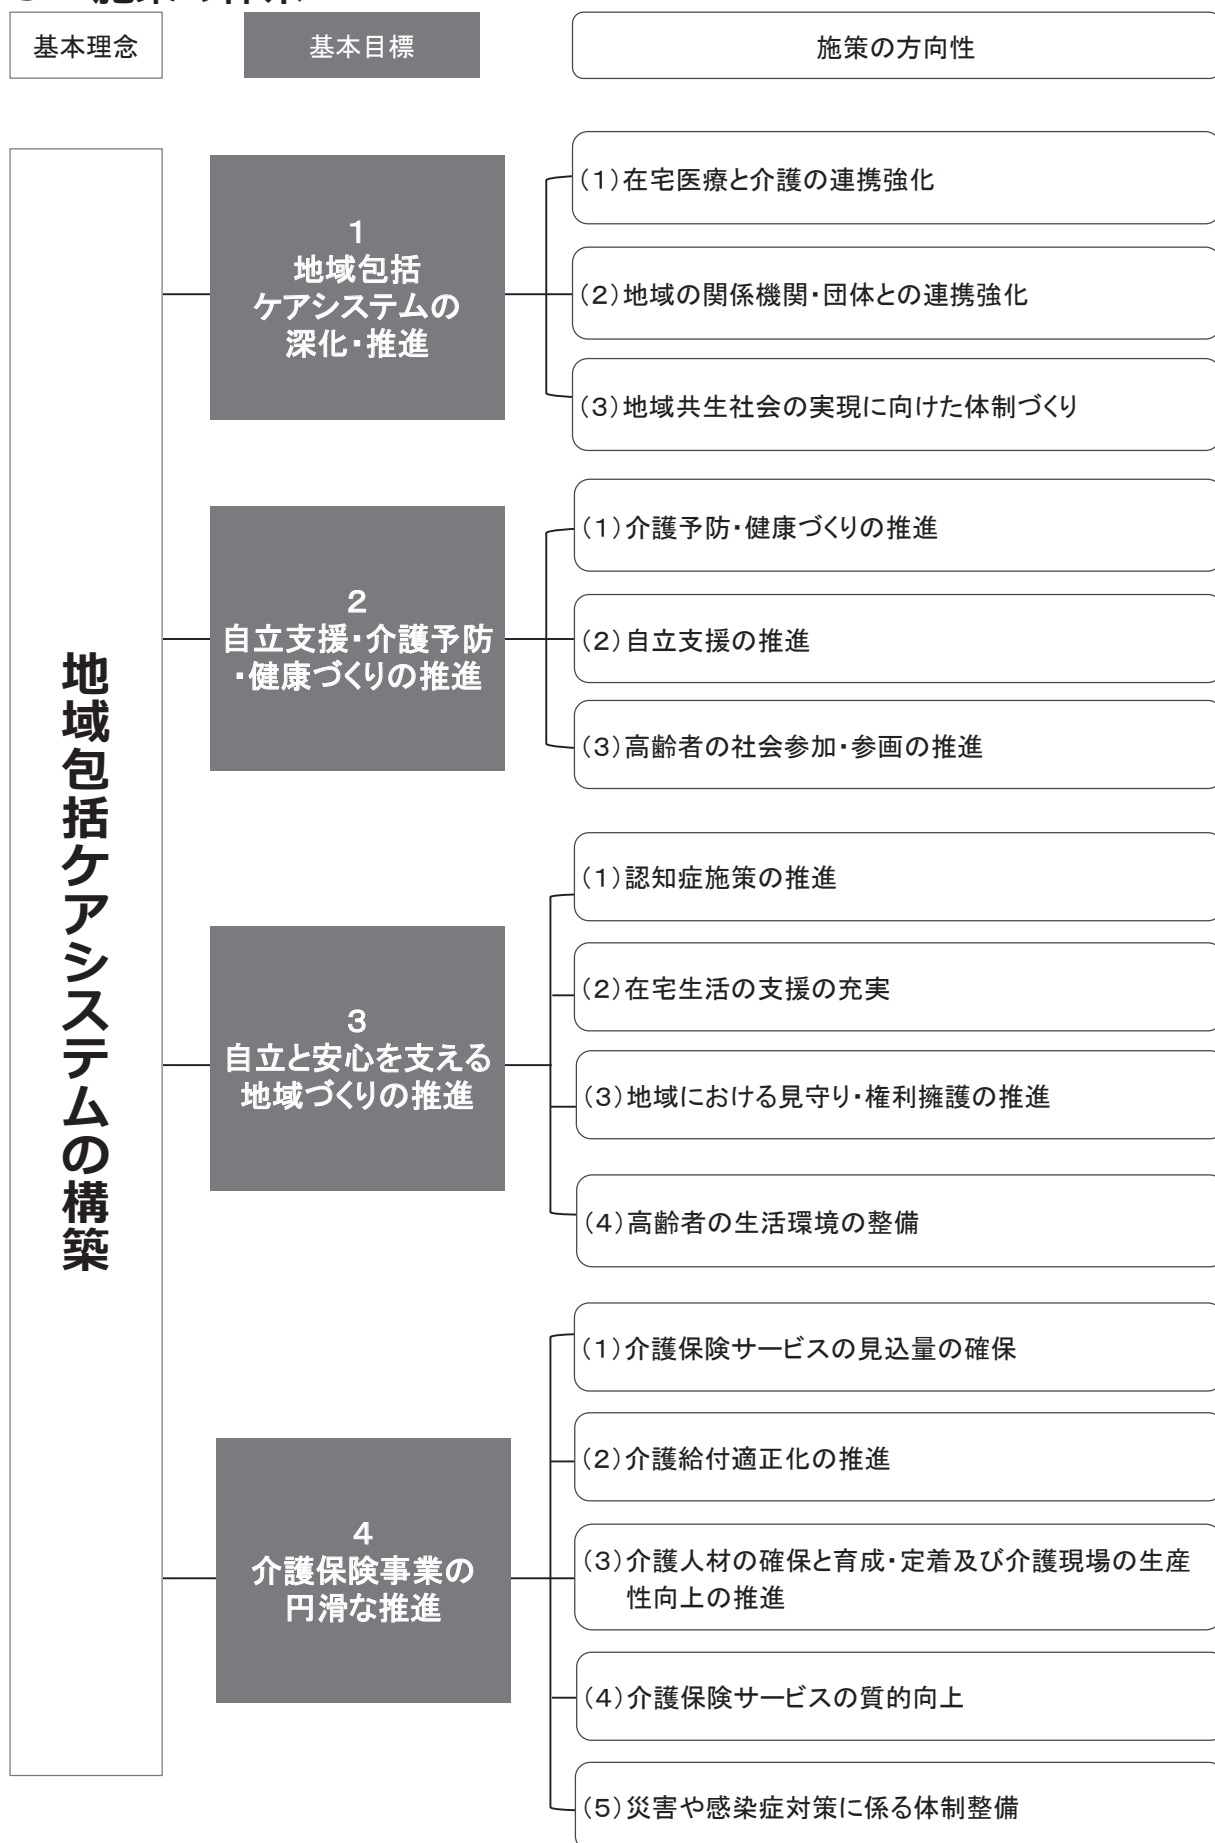 基本理念
基本目標
施策の方向性
地域包括ケアシステムの構築
1
地域包括
ケアシステムの
深化・推進
（1）在宅医療と介護の連携強化
（2）地域の関係機関・団体との連携強化
（3）地域共生社会の実現に向けた体制づくり
2
自立支援・介護予防
・健康づくりの推進
（1）介護予防・健康づくりの推進
（2）自立支援の推進
（3）高齢者の社会参加・参画の推進
3
自立と安心を支える
地域づくりの推進
（1）認知症施策の推進
（2）在宅生活の支援の充実
（3）地域における見守り・権利擁護の推進
（4）高齢者の生活環境の整備
4
介護保険事業の
円滑な推進
（1）介護保険サービスの見込量の確保
（2）介護給付適正化の推進
（3）介護人材の確保と育成・定着及び介護現場の生産
性向上の推進
（4）介護保険サービスの質的向上
（5）災害や感染症対策に係る体制整備